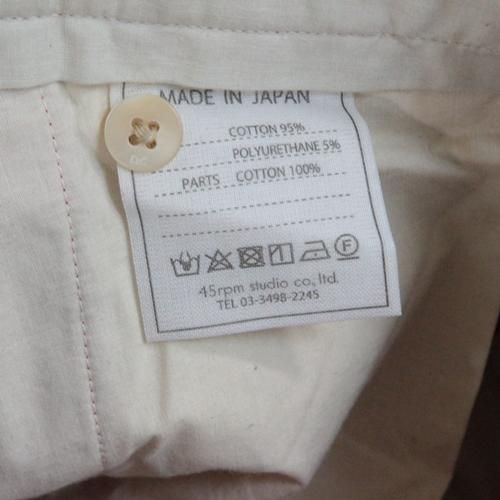 MADE IN JAPAN
COTTON 95%
POLYURETHANE 5%
PARTS COTTON 100%
F
45rpm studio co., ltd.
TEL 03-3498-2245